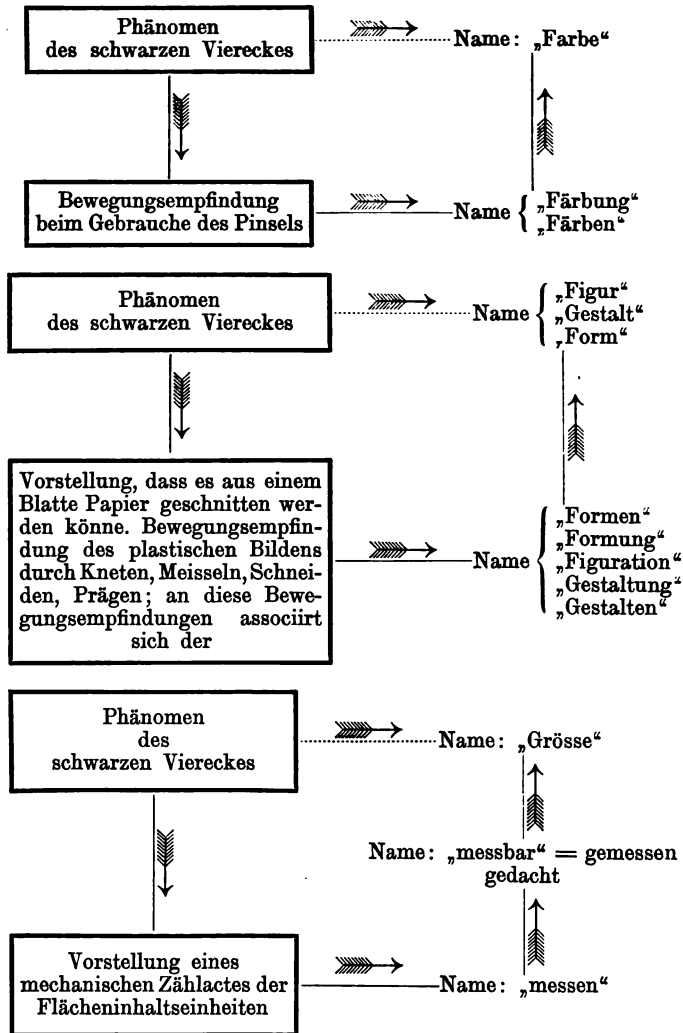 Phänomen
des schwarzen Viereckes
Name: „Farbe“
Bewegungsempfindung
beim Gebrauche des Pinsels
Name
„Färbung“
„Färben“
Phänomen
des schwarzen Viereckes
Name
„Figur“
„Gestalt“
„Form“
Vorstellung, dass es aus einem
Blatte Papier geschnitten wer-
den könne. Bewegungsempfin-
dung des plastischen Bildens
durch Kneten, Meisseln, Schnei-
den, Prägen; an diese Bewe-
gungsempfindungen associirt
sich der
Name
„Formen“
„Formung“
„Figuration“
„Gestaltung“
„Gestalten“
Phänomen
des
schwarzen Viereckes
Name: „Grösse“
Name: „messbar“ = gemessen
gedacht
Vorstellung eines
mechanischen Zählactes der
Flächeninhaltseinheiten
Name: „messen“